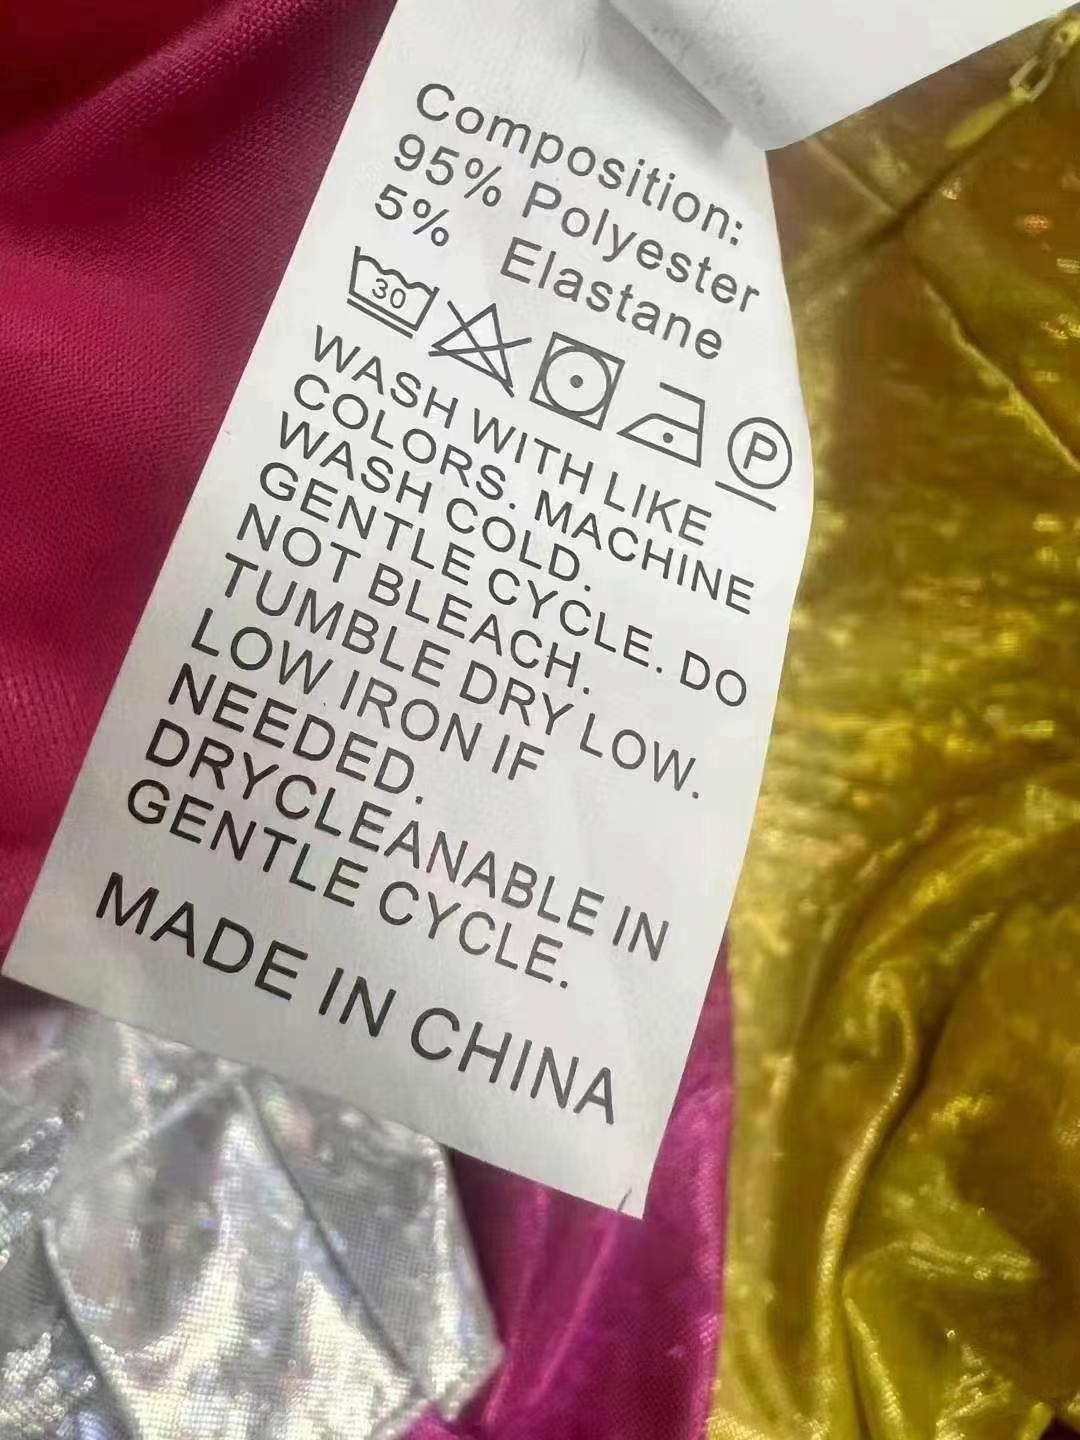 Composition:
95% Polyester
5% Elastane
30 P
WASH WITH LIKE
COLORS. MACHINE
WASH COLD.
GENTLE CYCLE. DO
NOT BLEACH.
TUMBLE DRY LOW.
LOW IRON IF
NEEDED.
DRYCLEANABLE IN
GENTLE CYCLE.
MADE IN CHINA